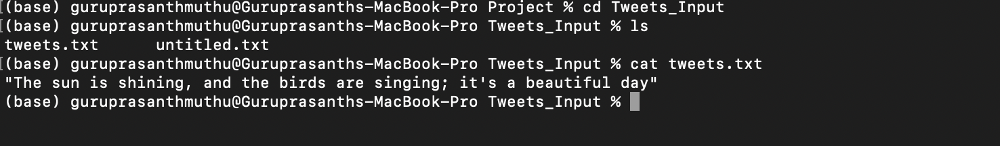 (base) guruprasanthmuthu@Guruprasanths-MacBook-Pro Project % cd Tweets_Input
[(base) guruprasanthmuthu@Guruprasanths-MacBook-Pro Tweets_Input % ls
tweets.txt      untitled.txt
[(base) guruprasanthmuthu@Guruprasanths-MacBook-Pro Tweets_Input % cat tweets.txt
"The sun is shining, and the birds are singing; it's a beautiful day"
(base) guruprasanthmuthu@Guruprasanths-MacBook-Pro Tweets_Input %